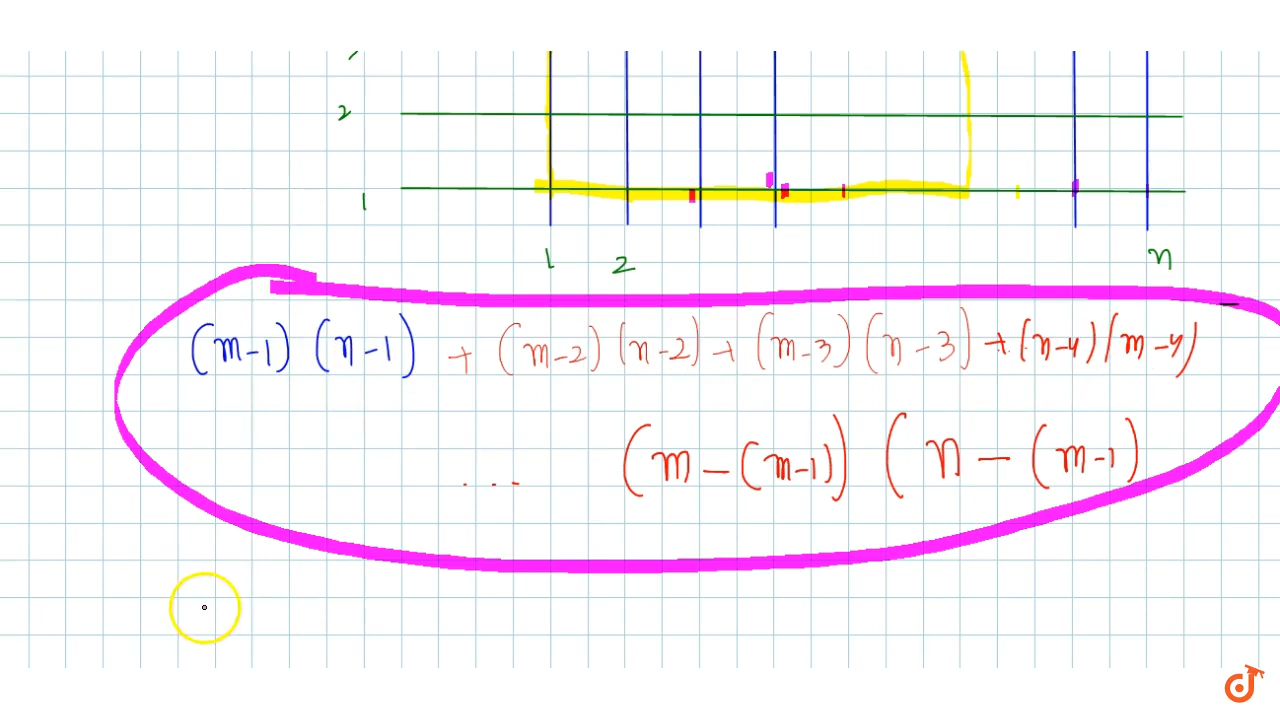 2
1
1 2 n
(m-1) (n-1) + (m-2) (n-2) + (m-3) (n-3) + (n-4) (m-4)
... (m-(m-1)) (n-(m-1)